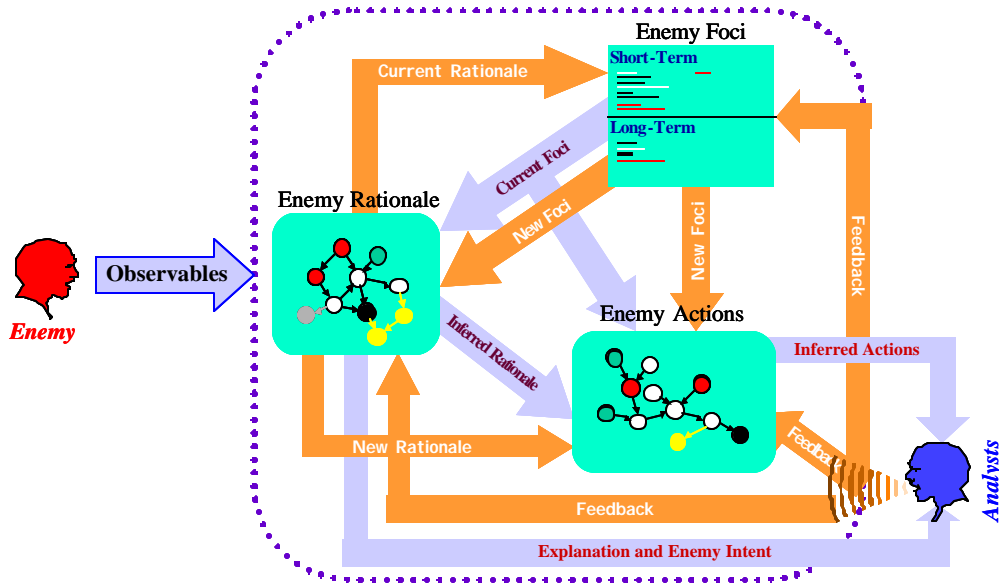 Enemy Foci
Short-Term
Current Rationale
Long-Term
Current Foci
Enemy Rationale
New Foci
New Foci
Feedback
Observables
Enemy
Enemy Actions
Inferred Rationale
Inferred Actions
New Rationale
Feedback
Feedback
Analysts
Explanation and Enemy Intent